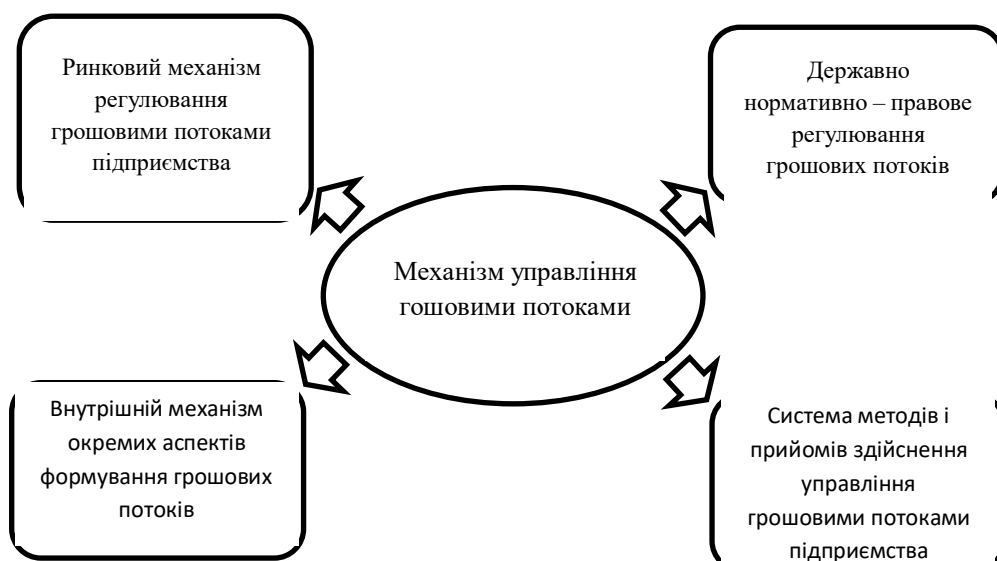 Ринковий механізм
регулювання
грошовими потоками
підприємства
Державно
нормативно – правове
регулювання
грошових потоків
Механізм управління
гошовими потоками
Внутрішній механізм
окремих аспектів
формування грошових
потоків
Система методів і
прийомів здійснення
управління
грошовими потоками
підприємства